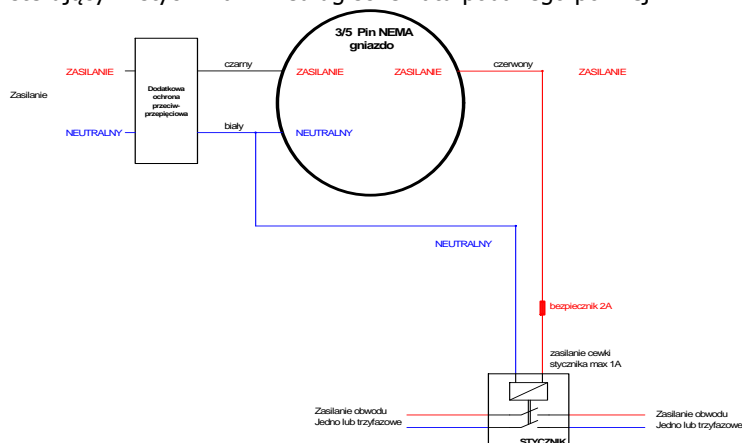 3/5 Pin NEMA
gniazdo
czarny
czerwony
ZASILANIE
ZASILANIE
ZASILANIE
ZASILANIE
Zasilanie
Dodatkowa
ochrona
przeciw-
przepięciowa
biały
NEUTRALNY
NEUTRALNY
NEUTRALNY
bezpiecznik 2A
zasilanie cewki
stycznika max 1A
Zasilanie obwodu
Jedno lub trzyfazowe
Zasilanie obwodu
Jedno lub trzyfazowe
STYCZNIK